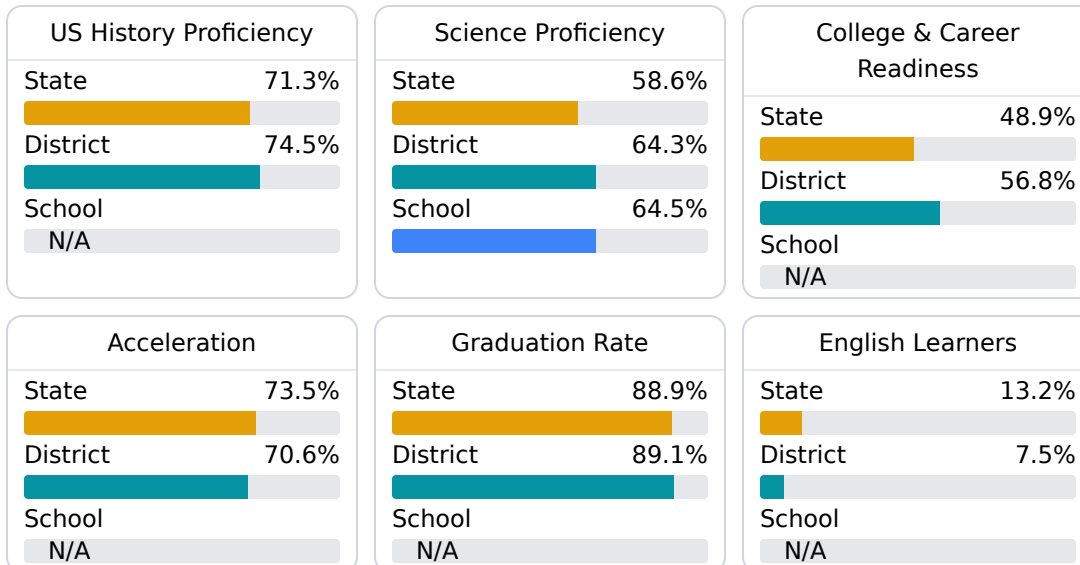 US History Proficiency
State 71.3%
District 74.5%
School
N/A
Science Proficiency
State 58.6%
District 64.3%
School 64.5%
College & Career
Readiness
State 48.9%
District 56.8%
School
N/A
Acceleration
State 73.5%
District 70.6%
School
N/A
Graduation Rate
State 88.9%
District 89.1%
School
N/A
English Learners
State 13.2%
District 7.5%
School
N/A